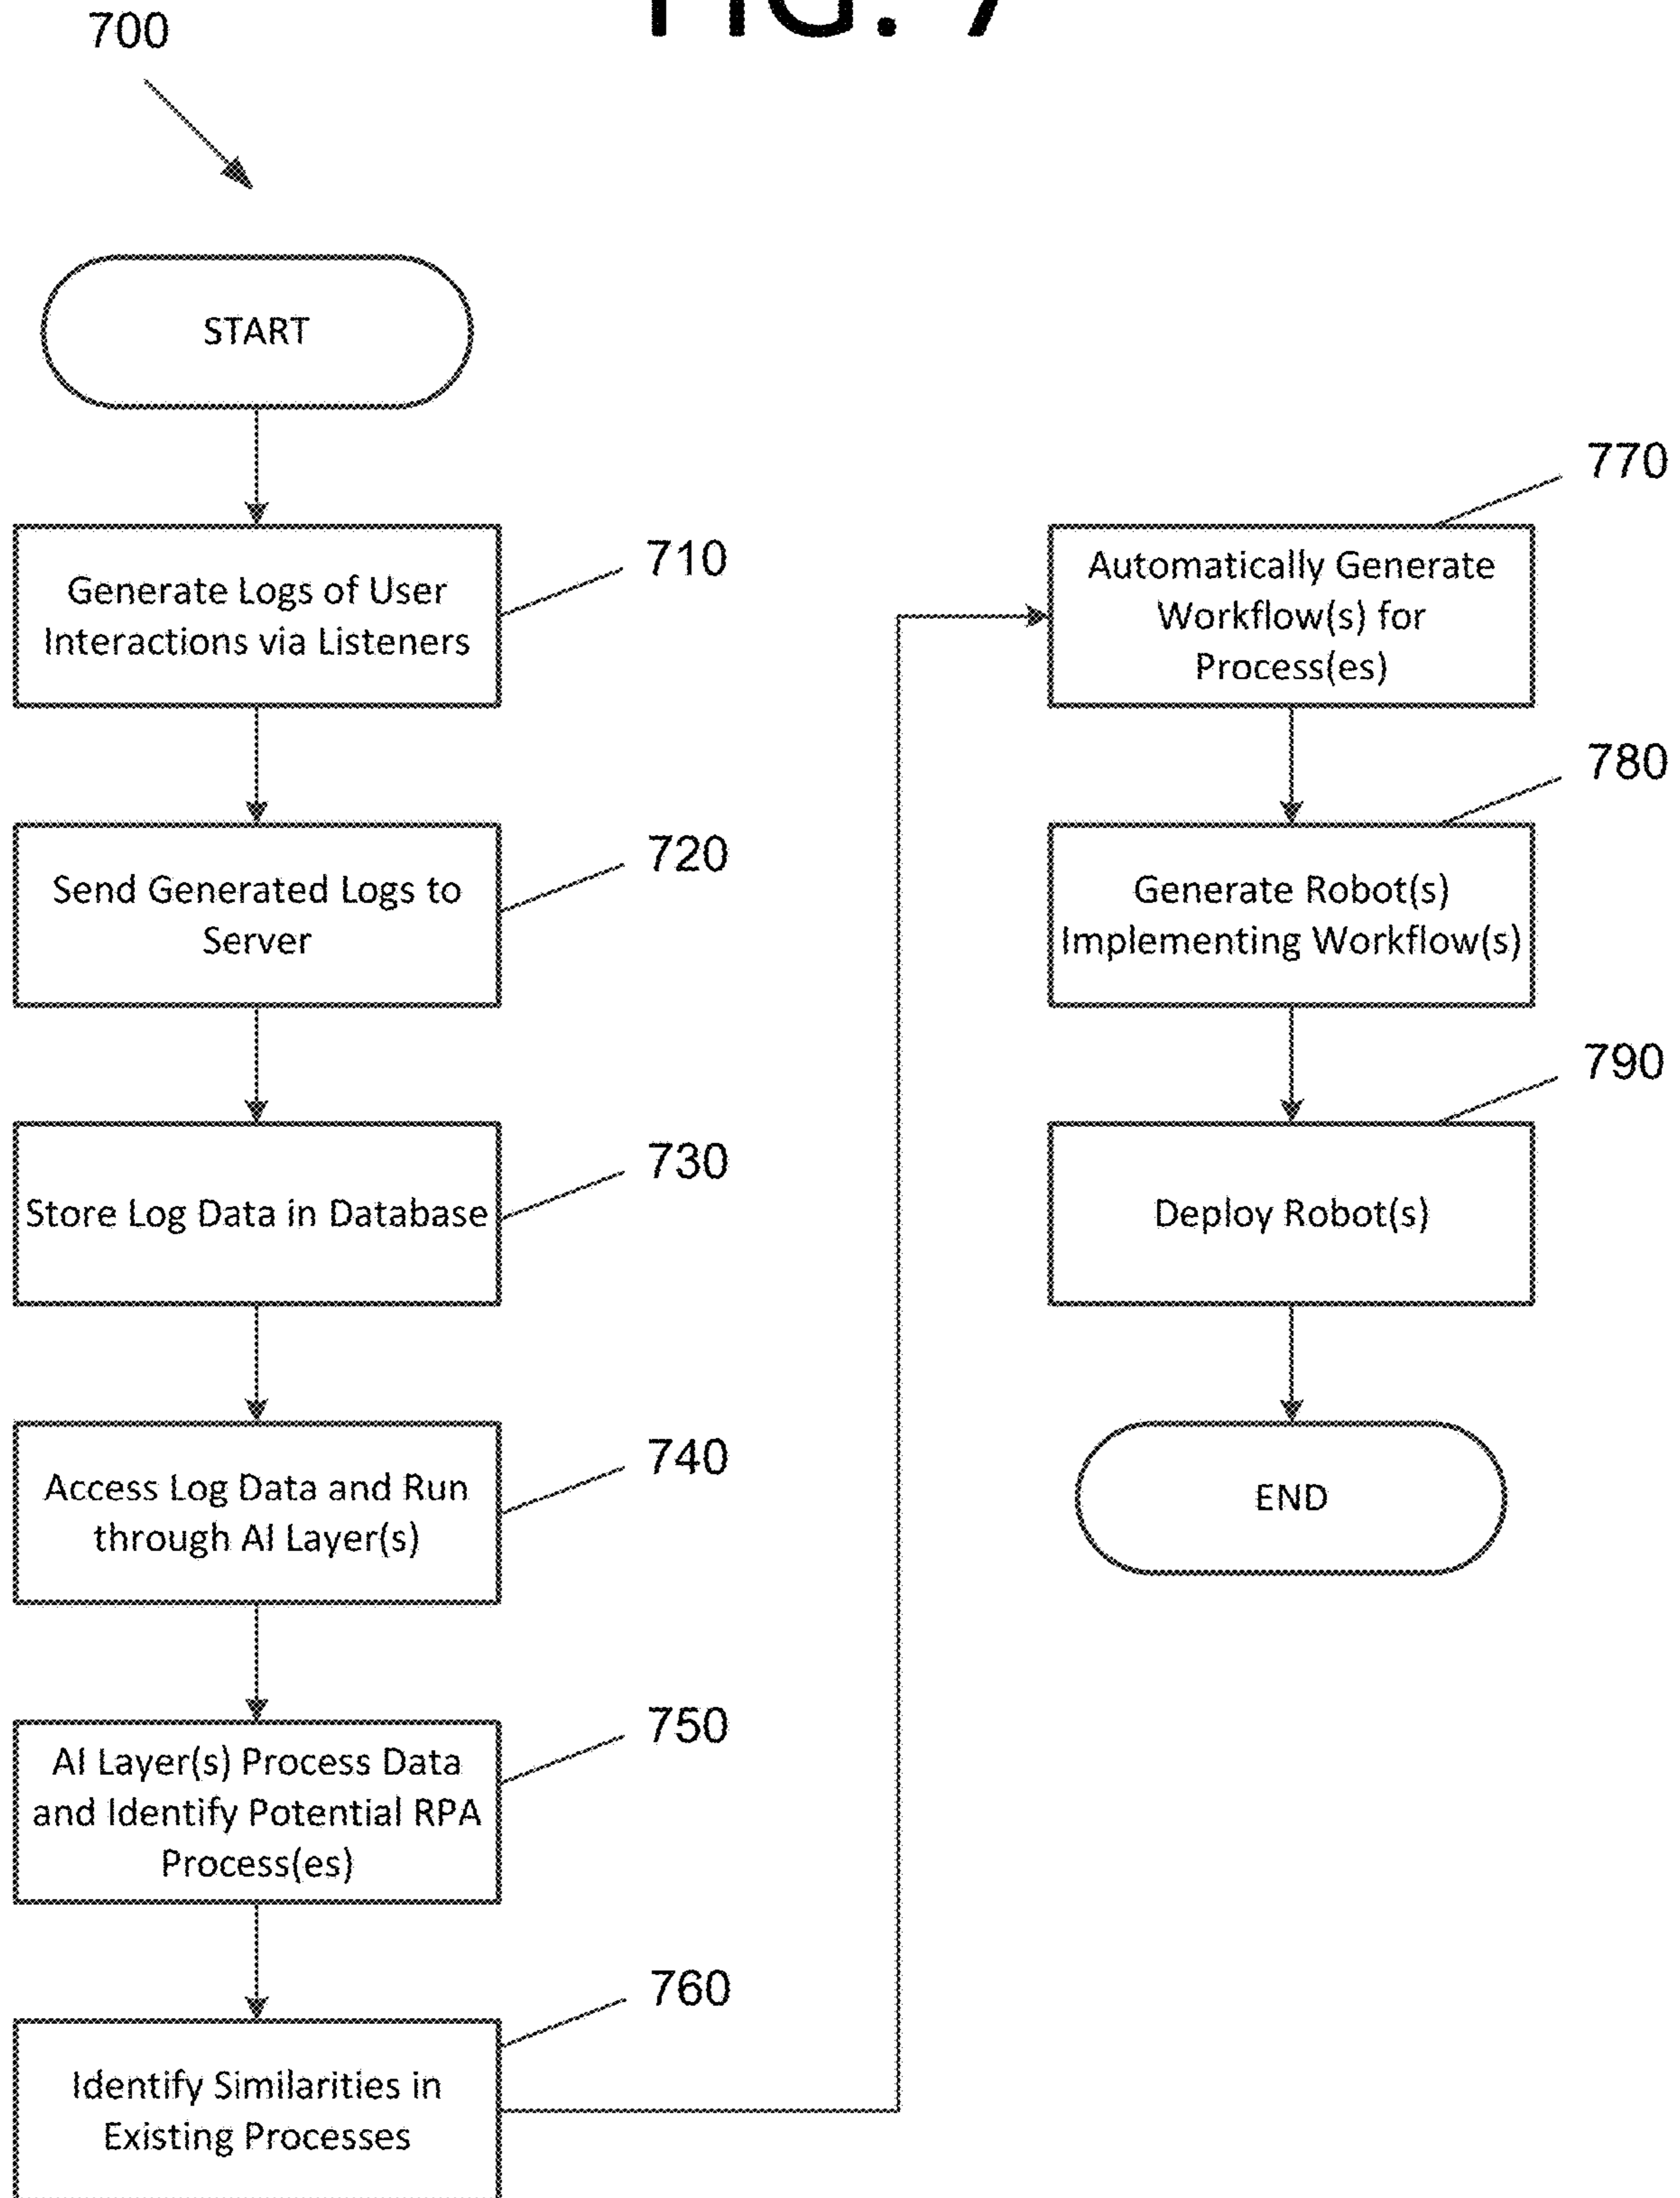 FIG. 7
700
START
Generate Logs of User
Interactions via Listeners
710
Send Generated Logs to
Server
720
Store Log Data in Database
730
Access Log Data and Run
through AI Layer(s)
740
AI Layer(s) Process Data
and Identify Potential RPA
Process(es)
750
Identify Similarities in
Existing Processes
760
770
Automatically Generate
Workflow(s) for
Process(es)
780
Generate Robot(s)
Implementing Workflow(s)
790
Deploy Robot(s)
END